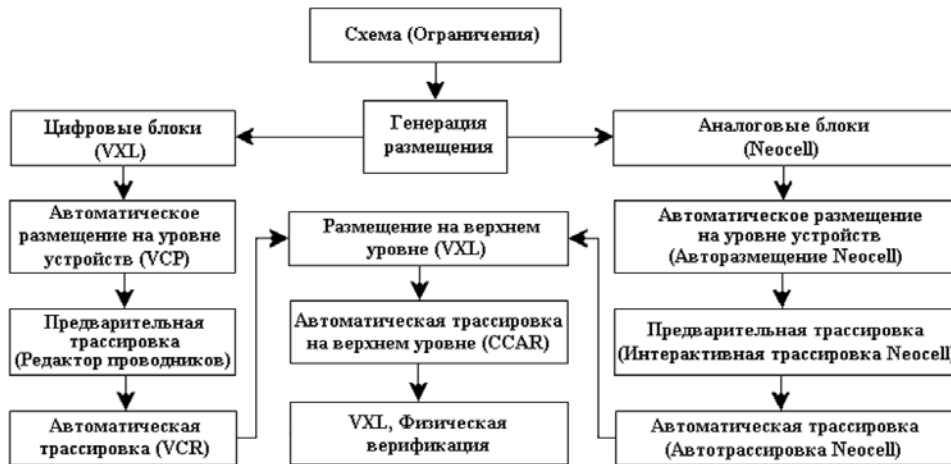 Схема (Ограничения)
Генерация
размещения
Цифровые блоки
(VXL)
Автоматическое
размещение на уровне
устройств (VCP)
Предварительная
трассировка
(Редактор проводников)
Автоматическая
трассировка (VCR)
Размещение на верхнем
уровне (VXL)
Автоматическая трассировка
на верхнем уровне (CCAR)
VXL, Физическая
верификация
Аналоговые блоки
(Neocell)
Автоматическое размещение
на уровне устройств
(Авторазмещение Neocell)
Предварительная трассировка
(Интерактивная трассировка Neocell)
Автоматическая трассировка
(Автотрассировка Neocell)